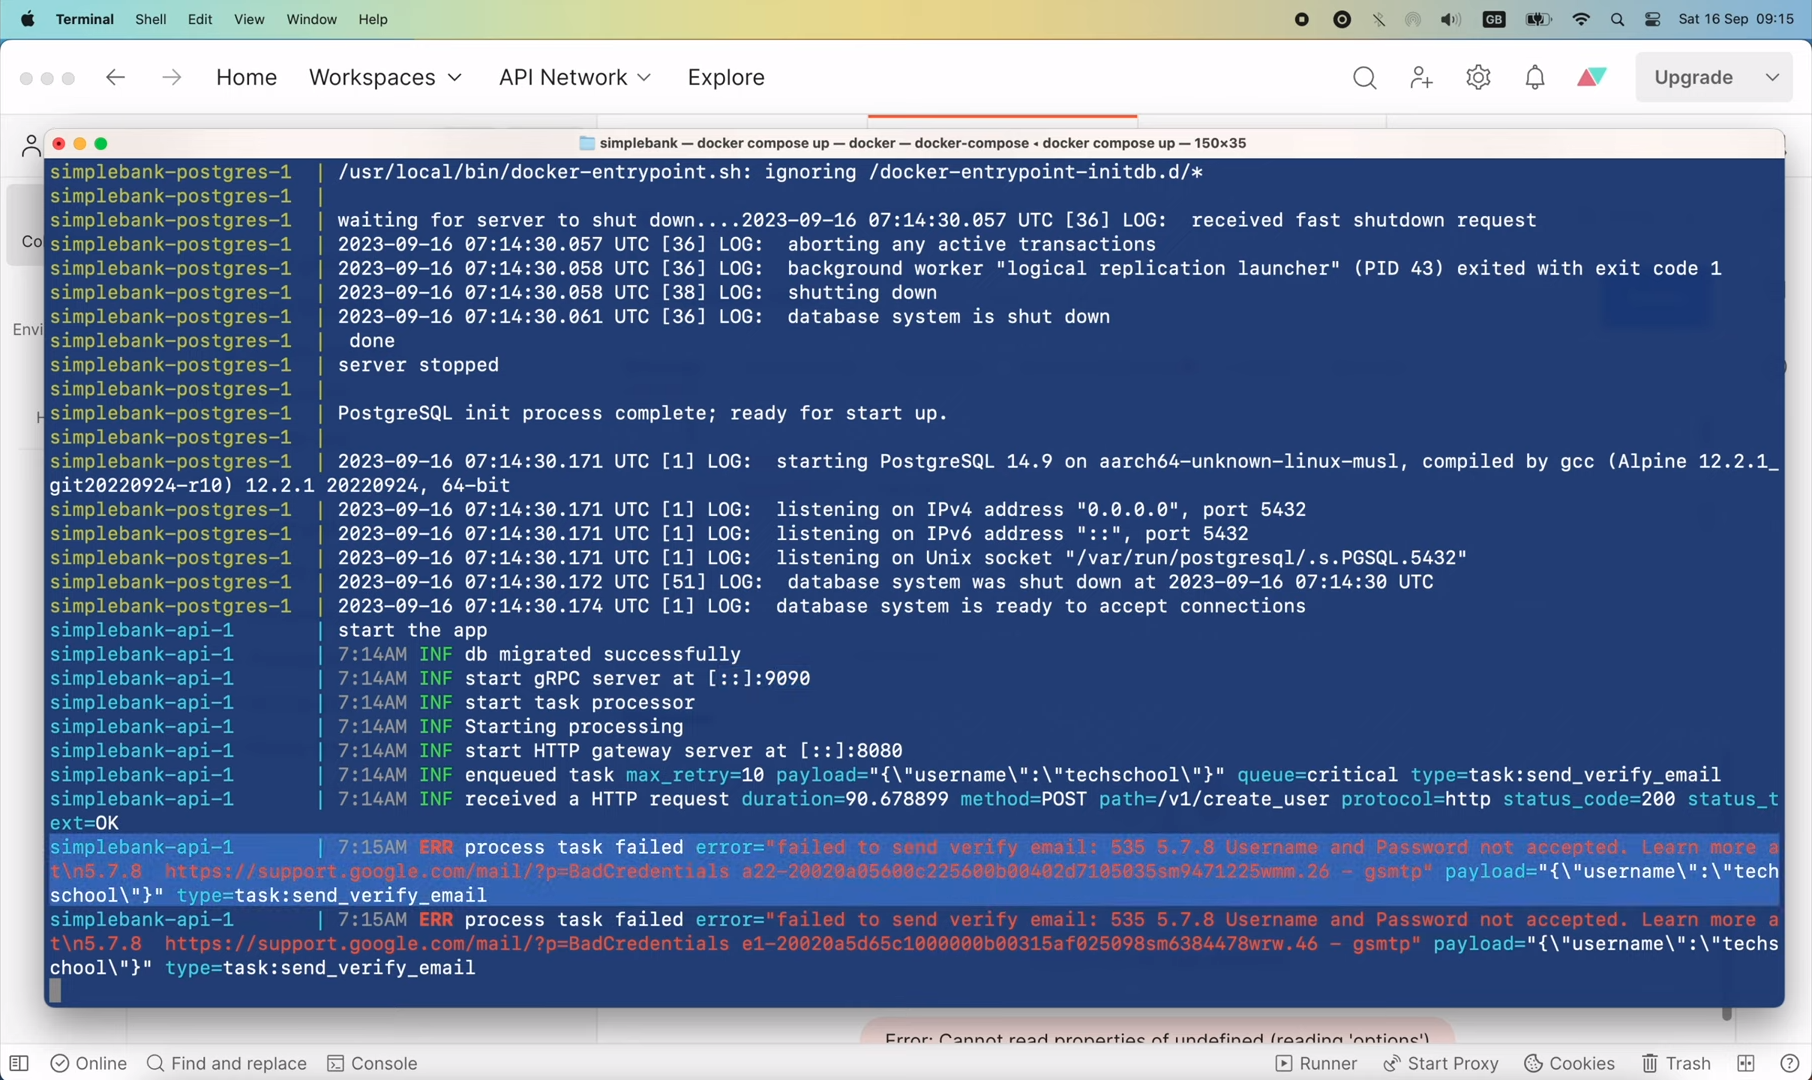 Terminal Shell Edit View Window Help GB Sat 16 Sep 09:15
Home Workspaces API Network Explore Upgrade
simplebank — docker compose up — docker — docker-compose ◂ docker compose up — 150×35
simplebank-postgres-1 | /usr/local/bin/docker-entrypoint.sh: ignoring /docker-entrypoint-initdb.d/*
simplebank-postgres-1 |
simplebank-postgres-1 | waiting for server to shut down....2023-09-16 07:14:30.057 UTC [36] LOG: received fast shutdown request
simplebank-postgres-1 | 2023-09-16 07:14:30.057 UTC [36] LOG: aborting any active transactions
simplebank-postgres-1 | 2023-09-16 07:14:30.058 UTC [36] LOG: background worker "logical replication launcher" (PID 43) exited with exit code 1
simplebank-postgres-1 | 2023-09-16 07:14:30.058 UTC [38] LOG: shutting down
simplebank-postgres-1 | 2023-09-16 07:14:30.061 UTC [36] LOG: database system is shut down
simplebank-postgres-1 | done
simplebank-postgres-1 | server stopped
simplebank-postgres-1 |
simplebank-postgres-1 | PostgreSQL init process complete; ready for start up.
simplebank-postgres-1 |
simplebank-postgres-1 | 2023-09-16 07:14:30.171 UTC [1] LOG: starting PostgreSQL 14.9 on aarch64-unknown-linux-musl, compiled by gcc (Alpine 12.2.1_
git20220924-r10) 12.2.1 20220924, 64-bit
simplebank-postgres-1 | 2023-09-16 07:14:30.171 UTC [1] LOG: listening on IPv4 address "0.0.0.0", port 5432
simplebank-postgres-1 | 2023-09-16 07:14:30.171 UTC [1] LOG: listening on IPv6 address "::", port 5432
simplebank-postgres-1 | 2023-09-16 07:14:30.171 UTC [1] LOG: listening on Unix socket "/var/run/postgresql/.s.PGSQL.5432"
simplebank-postgres-1 | 2023-09-16 07:14:30.172 UTC [51] LOG: database system was shut down at 2023-09-16 07:14:30 UTC
simplebank-postgres-1 | 2023-09-16 07:14:30.174 UTC [1] LOG: database system is ready to accept connections
simplebank-api-1 | start the app
simplebank-api-1 | 7:14AM INF db migrated successfully
simplebank-api-1 | 7:14AM INF start gRPC server at [::]:9090
simplebank-api-1 | 7:14AM INF start task processor
simplebank-api-1 | 7:14AM INF Starting processing
simplebank-api-1 | 7:14AM INF start HTTP gateway server at [::]:8080
simplebank-api-1 | 7:14AM INF enqueued task max_retry=10 payload="{\"username\":\"techschool\"}" queue=critical type=task:send_verify_email
simplebank-api-1 | 7:14AM INF received a HTTP request duration=90.678899 method=POST path=/v1/create_user protocol=http status_code=200 status_t
ext=OK
simplebank-api-1 | 7:15AM ERR process task failed error="failed to send verify email: 535 5.7.8 Username and Password not accepted. Learn more a
t\n5.7.8 https://support.google.com/mail/?p=BadCredentials a22-20020a05600c225600b00402d7105035sm9471225wmm.26 - gsmtp" payload="{\"username\":\"tech
school\"}" type=task:send_verify_email
simplebank-api-1 | 7:15AM ERR process task failed error="failed to send verify email: 535 5.7.8 Username and Password not accepted. Learn more a
t\n5.7.8 https://support.google.com/mail/?p=BadCredentials e1-20020a5d65c1000000b00315af025098sm6384478wrw.46 - gsmtp" payload="{\"username\":\"techs
chool\"}" type=task:send_verify_email
Co
Envi
H
Error: Cannot read properties of undefined (reading 'options')
Online Find and replace Console Runner Start Proxy Cookies Trash